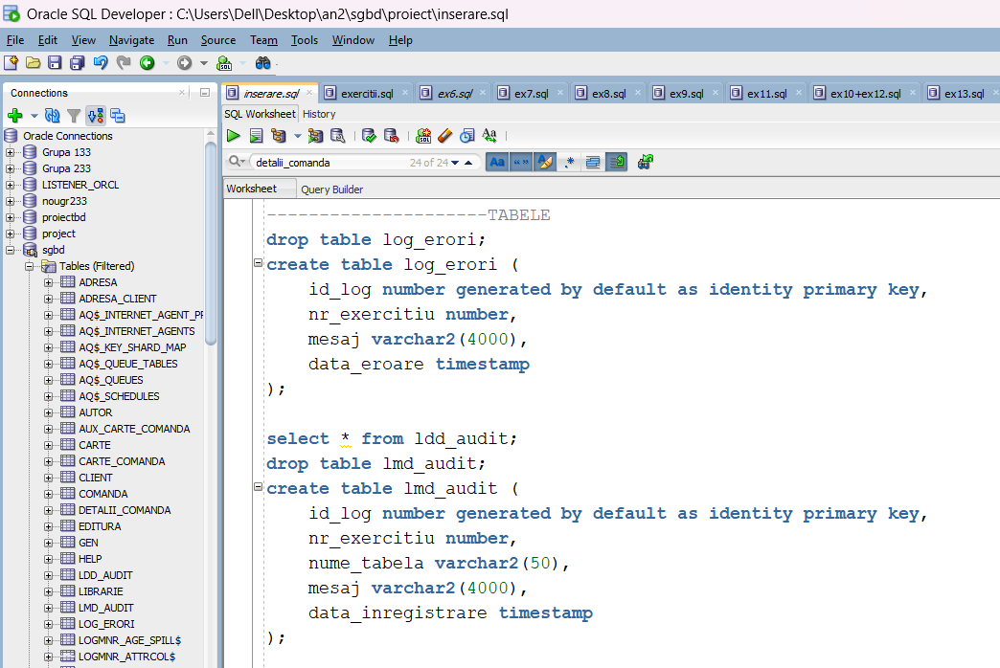 Oracle SQL Developer : C:\Users\Dell\Desktop\an2\sgbd\proiect\inserare.sql
File Edit View Navigate Run Source Team Tools Window Help
Connections
Oracle Connections
Grupa 133
Grupa 233
LISTENER_ORCL
nougr233
proiectbd
project
sgbd
Tables (Filtered)
ADRESA
ADRESA_CLIENT
AQ$_INTERNET_AGENT_PR
AQ$_INTERNET_AGENTS
AQ$_KEY_SHARD_MAP
AQ$_QUEUE_TABLES
AQ$_QUEUES
AQ$_SCHEDULES
AUTOR
AUX_CARTE_COMANDA
CARTE
CARTE_COMANDA
CLIENT
COMANDA
DETALII_COMANDA
EDITURA
GEN
HELP
LDD_AUDIT
LIBRARIE
LMD_AUDIT
LOG_ERORI
LOGMNR_AGE_SPILL$
LOGMNR_ATTRCOL$
inserare.sql exercitii.sql ex6.sql ex7.sql ex8.sql ex9.sql ex11.sql ex10+ex12.sql ex13.sql
SQL Worksheet History
detalii_comanda 24 of 24
Worksheet Query Builder
---------------------TABELE
drop table log_erori;
create table log_erori (
id_log number generated by default as identity primary key,
nr_exercitiu number,
mesaj varchar2(4000),
data_eroare timestamp
);
select * from ldd_audit;
drop table lmd_audit;
create table lmd_audit (
id_log number generated by default as identity primary key,
nr_exercitiu number,
nume_tabela varchar2(50),
mesaj varchar2(4000),
data_inregistrare timestamp
);